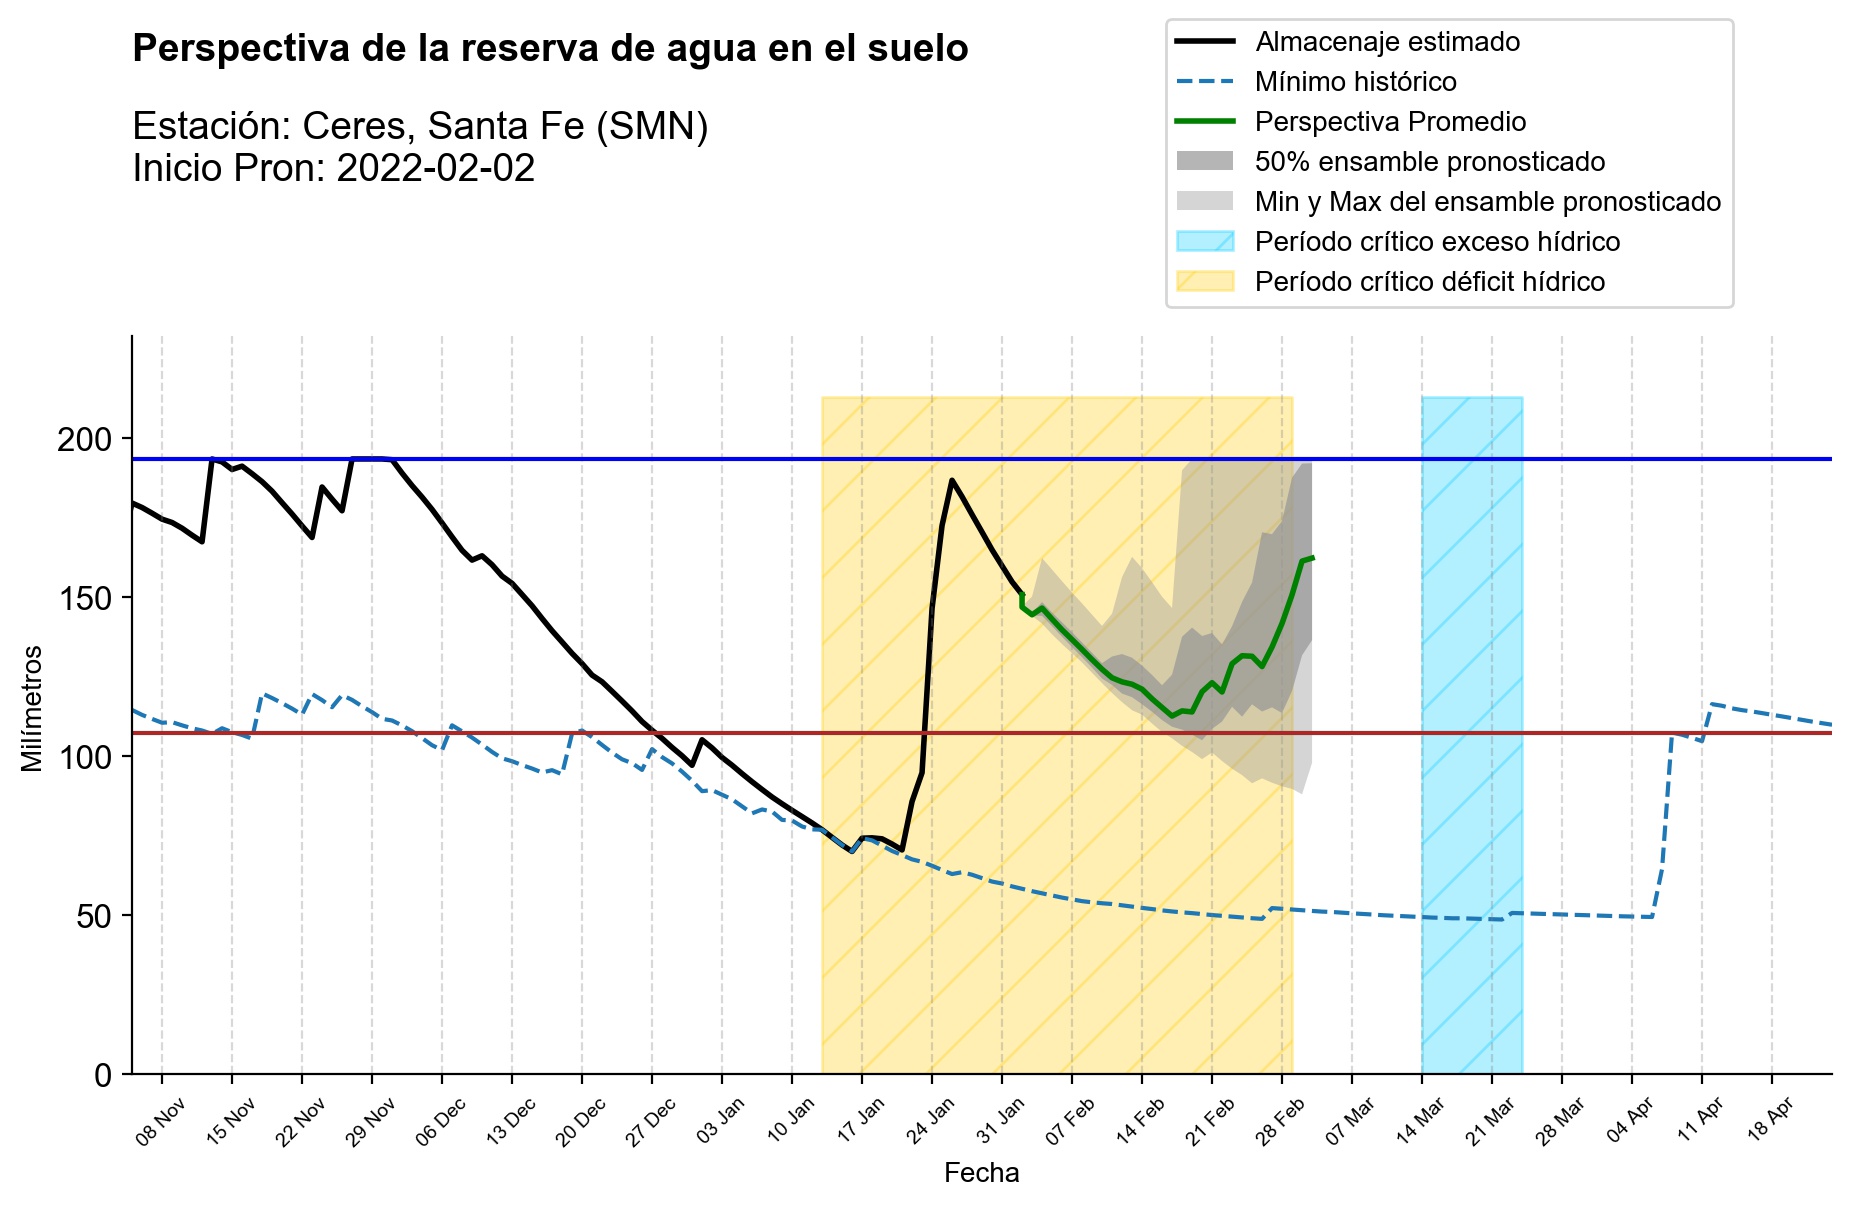 Perspectiva de la reserva de agua en el suelo
Estación: Ceres, Santa Fe (SMN)
Inicio Pron: 2022-02-02
Almacenaje estimado
Mínimo histórico
Perspectiva Promedio
50% ensamble pronosticado
Min y Max del ensamble pronosticado
Período crítico exceso hídrico
Período crítico déficit hídrico
Milímetros
200
150
100
50
0
08 Nov
15 Nov
22 Nov
29 Nov
06 Dec
13 Dec
20 Dec
27 Dec
03 Jan
10 Jan
17 Jan
24 Jan
31 Jan
07 Feb
14 Feb
21 Feb
28 Feb
07 Mar
14 Mar
21 Mar
28 Mar
04 Apr
11 Apr
18 Apr
Fecha